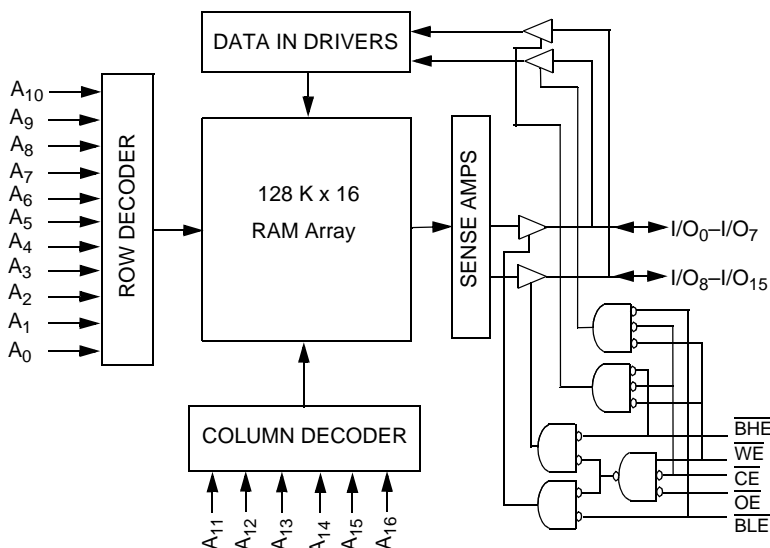 DATA IN DRIVERS
A10
A9
A8
A7
A6
A5
A4
A3
A2
A1
A0
ROW DECODER
128 K x 16
RAM Array
SENSE AMPS
I/O0–I/O7
I/O8–I/O15
COLUMN DECODER
A11
A12
A13
A14
A15
A16
BHE
WE
CE
OE
BLE